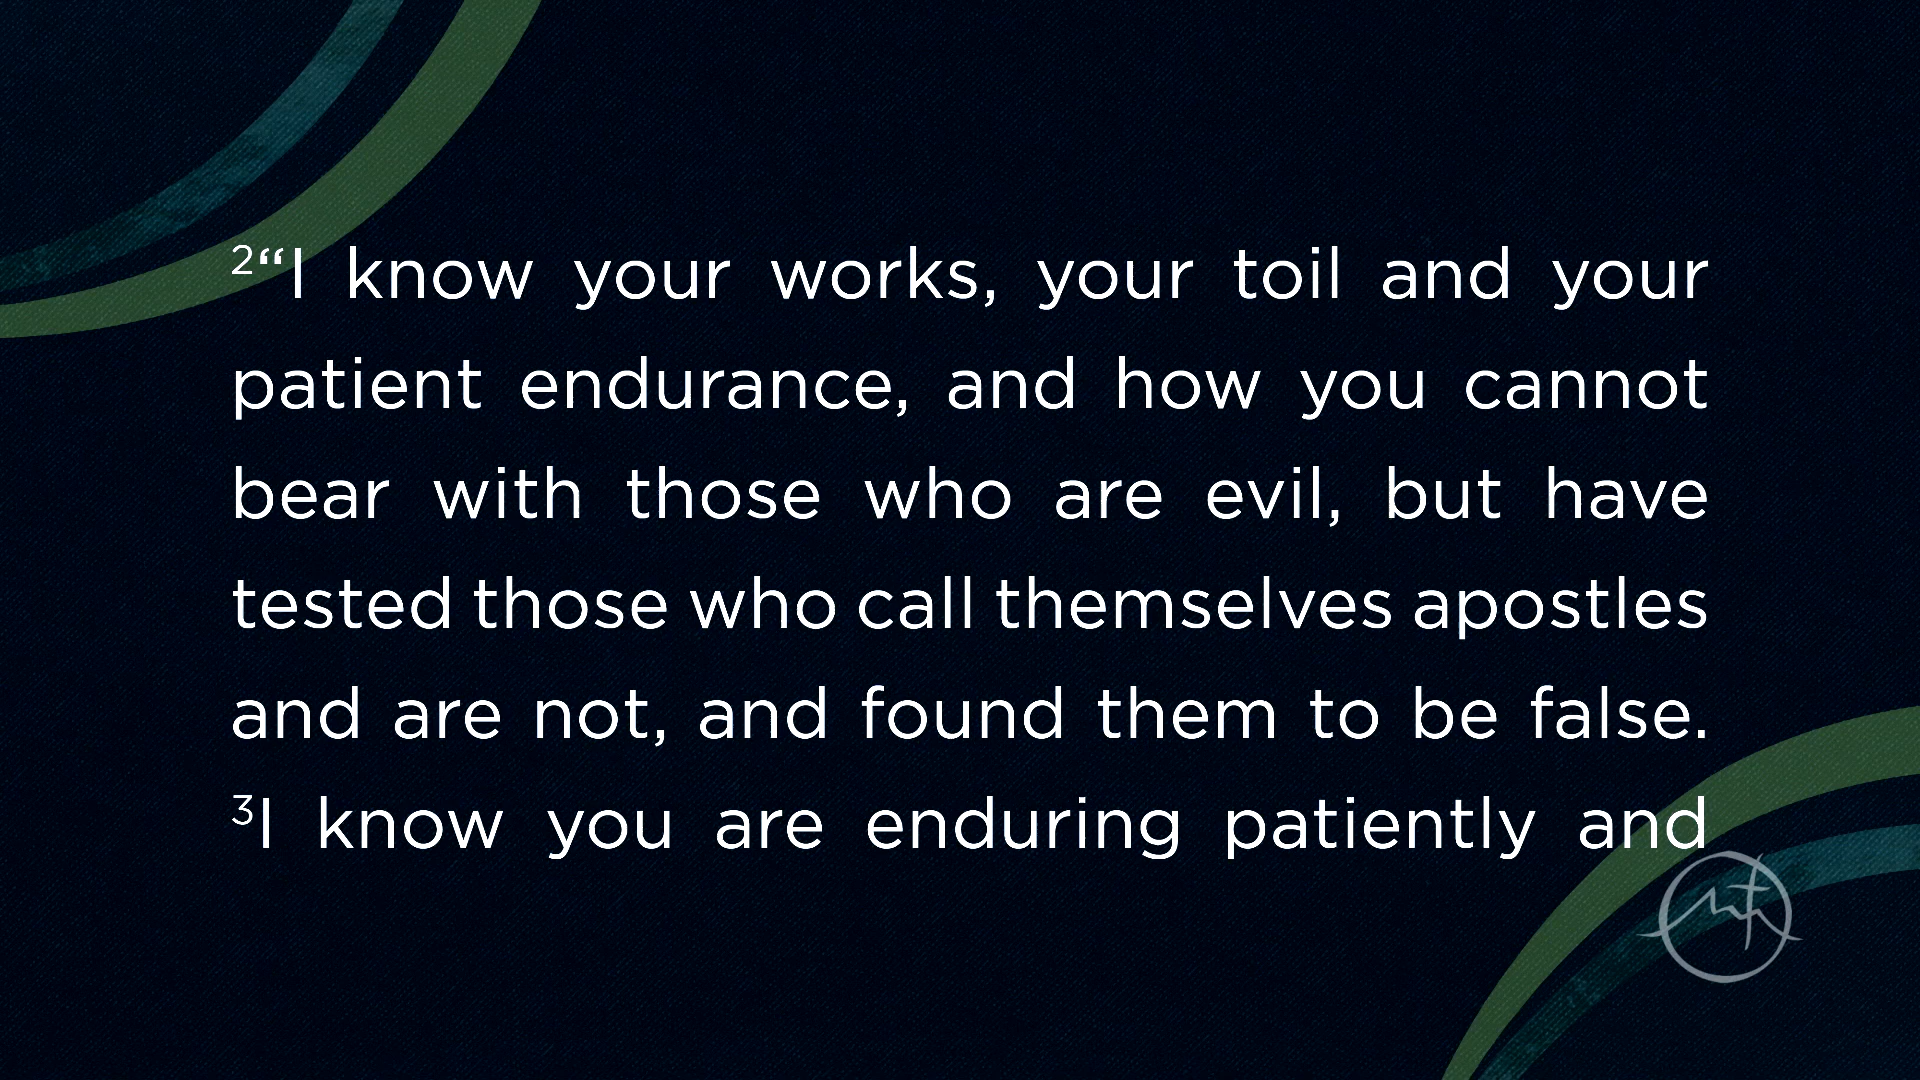 ²“I know your works, your toil and your
patient endurance, and how you cannot
bear with those who are evil, but have
tested those who call themselves apostles
and are not, and found them to be false.
³I know you are enduring patiently and